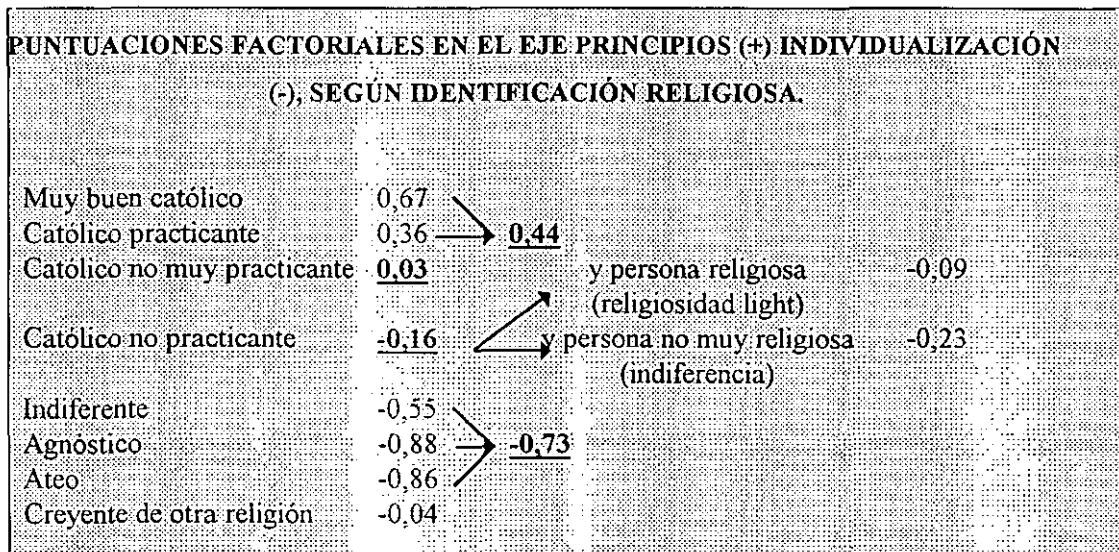 PUNTUACIONES FACTORIALES EN EL EJE PRINCIPIOS (+) INDIVIDUALIZACIÓN
(-), SEGÚN IDENTIFICACIÓN RELIGIOSA.
Muy buen católico 0,67
Católico practicante 0,36 0,44
Católico no muy practicante 0,03 y persona religiosa -0,09
(religiosidad light)
Católico no practicante -0,16 y persona no muy religiosa -0,23
(indiferencia)
Indiferente -0,55
Agnóstico -0,88 -0,73
Ateo -0,86
Creyente de otra religión -0,04